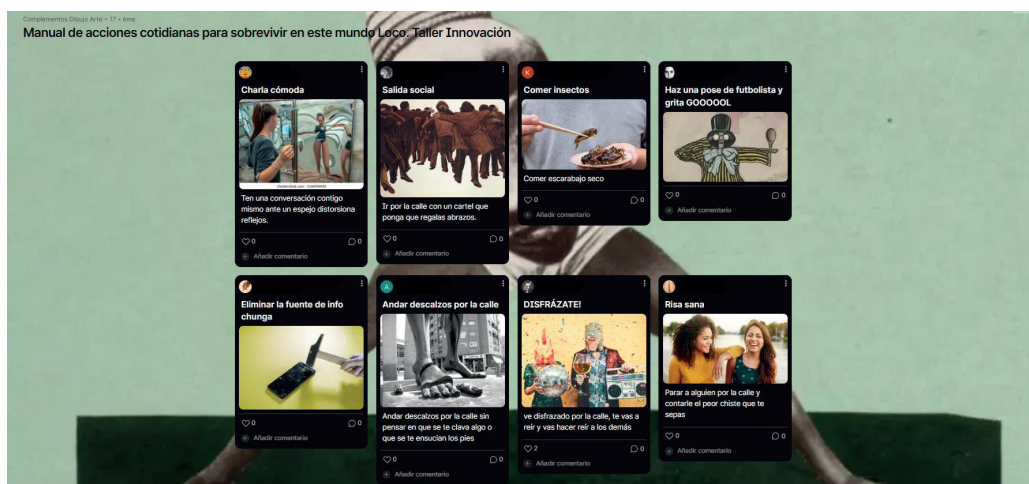 Complementos Dibujo Arte + 17 • 6me
Manual de acciones cotidianas para sobrevivir en este mundo Loco. Taller Innovación
Charla cómoda
Ten una conversación contigo
mismo ante un espejo distorsiona
reflejos.
0
0
Añadir comentario
Salida social
Ir por la calle con un cartel que
ponga que regalas abrazos.
0
0
Añadir comentario
K
Comer insectos
Comer escarabajo seco
0
0
Añadir comentario
Haz una pose de futbolista y
grita GOOOOOL
0
0
Añadir comentario
Eliminar la fuente de info
chunga
0
0
Añadir comentario
A
Andar descalzos por la calle
Andar descalzos por la calle sin
pensar en que se te clava algo o
que se te ensucian los pies
0
0
Añadir comentario
DISFRÁZATE!
ve disfrazado por la calle, te vas a
reír y vas hacer reír a los demás
2
0
Añadir comentario
Risa sana
Parar a alguien por la calle y
contarle el peor chiste que te
sepas
0
0
Añadir comentario